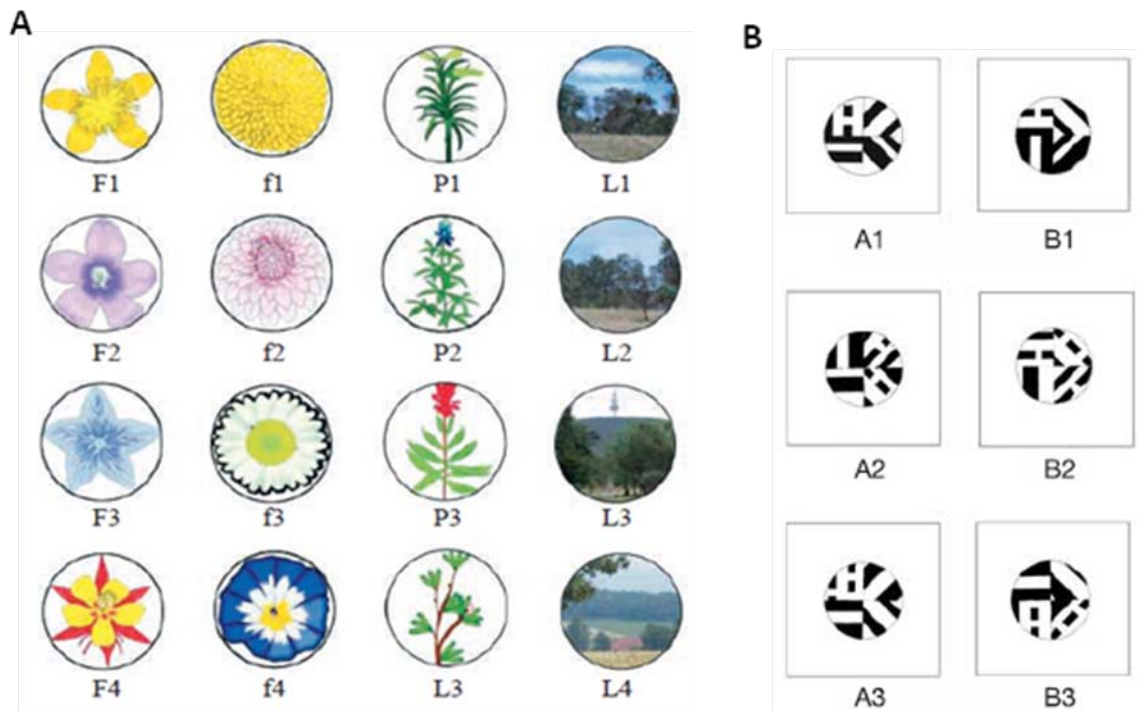 A
B
F1 f1 P1 L1
F2 f2 P2 L2
F3 f3 P3 L3
F4 f4 L3 L4
A1 B1
A2 B2
A3 B3